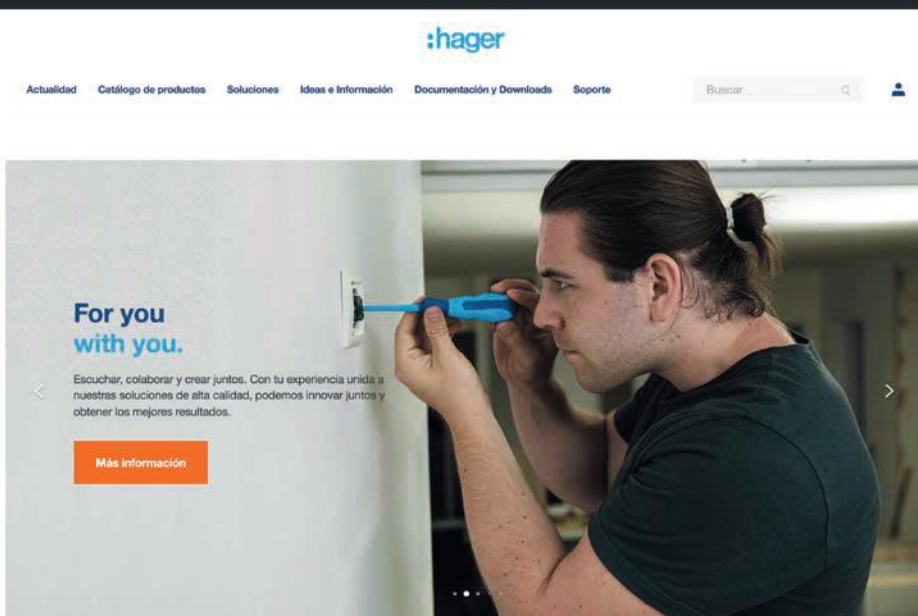 :hager
Actualidad Catálogo de productos Soluciones Ideas e Información Documentación y Downloads Soporte Buscar
For you
with you.
Escuchar, colaborar y crear juntos. Con tu experiencia unida a
nuestras soluciones de alta calidad, podemos innovar juntos y
obtener los mejores resultados.
Más información